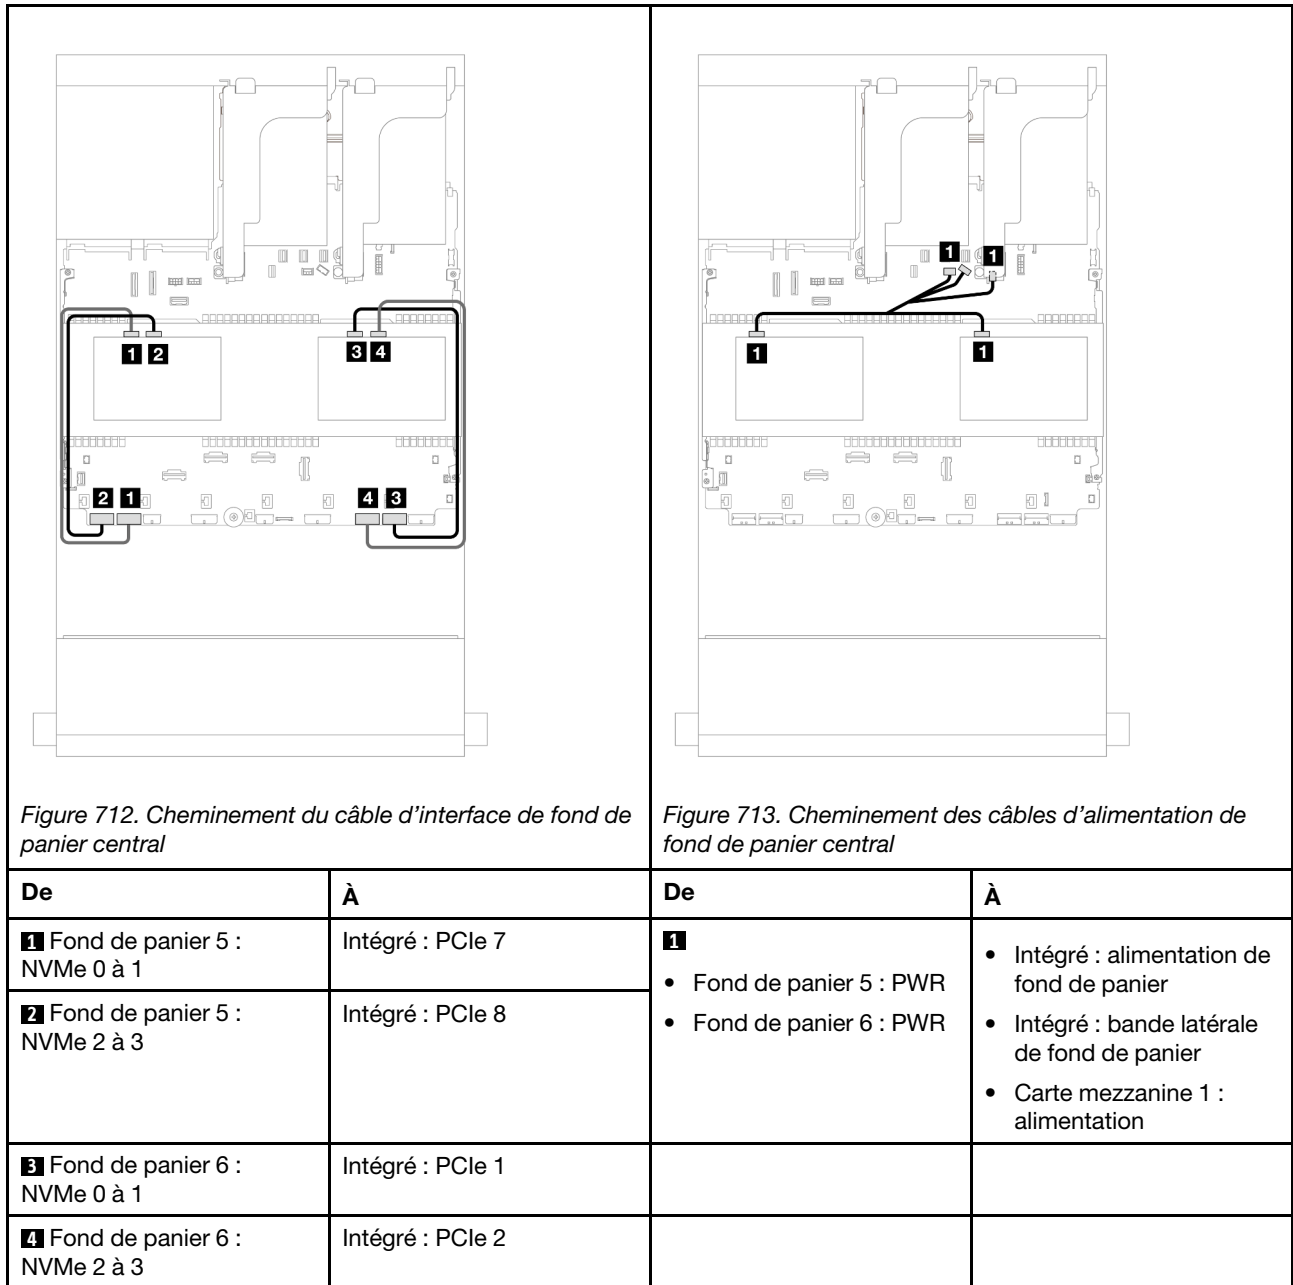 1 2
3 4
2 1
4 3
1
1
1
1
Figure 712. Cheminement du câble d'interface de fond de
panier central
Figure 713. Cheminement des câbles d'alimentation de
fond de panier central
De
À
De
À
1 Fond de panier 5 :
NVMe 0 à 1
Intégré : PCIe 7
1
• Fond de panier 5 : PWR
• Fond de panier 6 : PWR
• Intégré : alimentation de
fond de panier
• Intégré : bande latérale
de fond de panier
• Carte mezzanine 1 :
alimentation
2 Fond de panier 5 :
NVMe 2 à 3
Intégré : PCIe 8
3 Fond de panier 6 :
NVMe 0 à 1
Intégré : PCIe 1
4 Fond de panier 6 :
NVMe 2 à 3
Intégré : PCIe 2